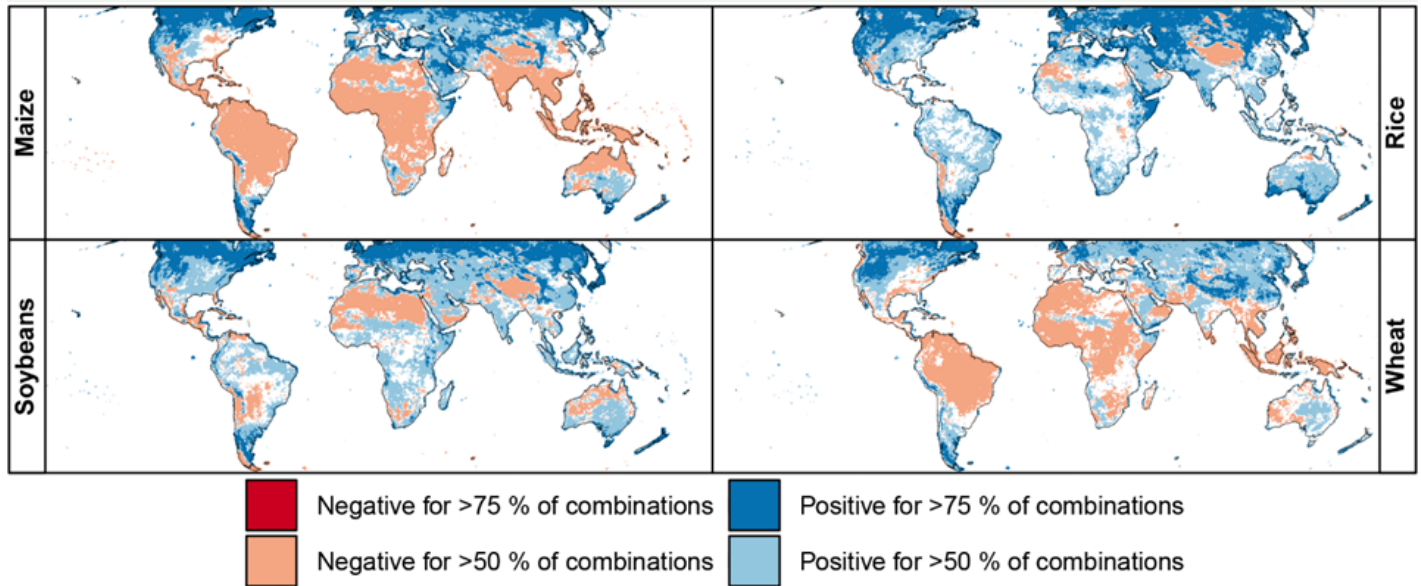 Maize
Rice
Soybeans
Wheat
Negative for >75 % of combinations
Positive for >75 % of combinations
Negative for >50 % of combinations
Positive for >50 % of combinations